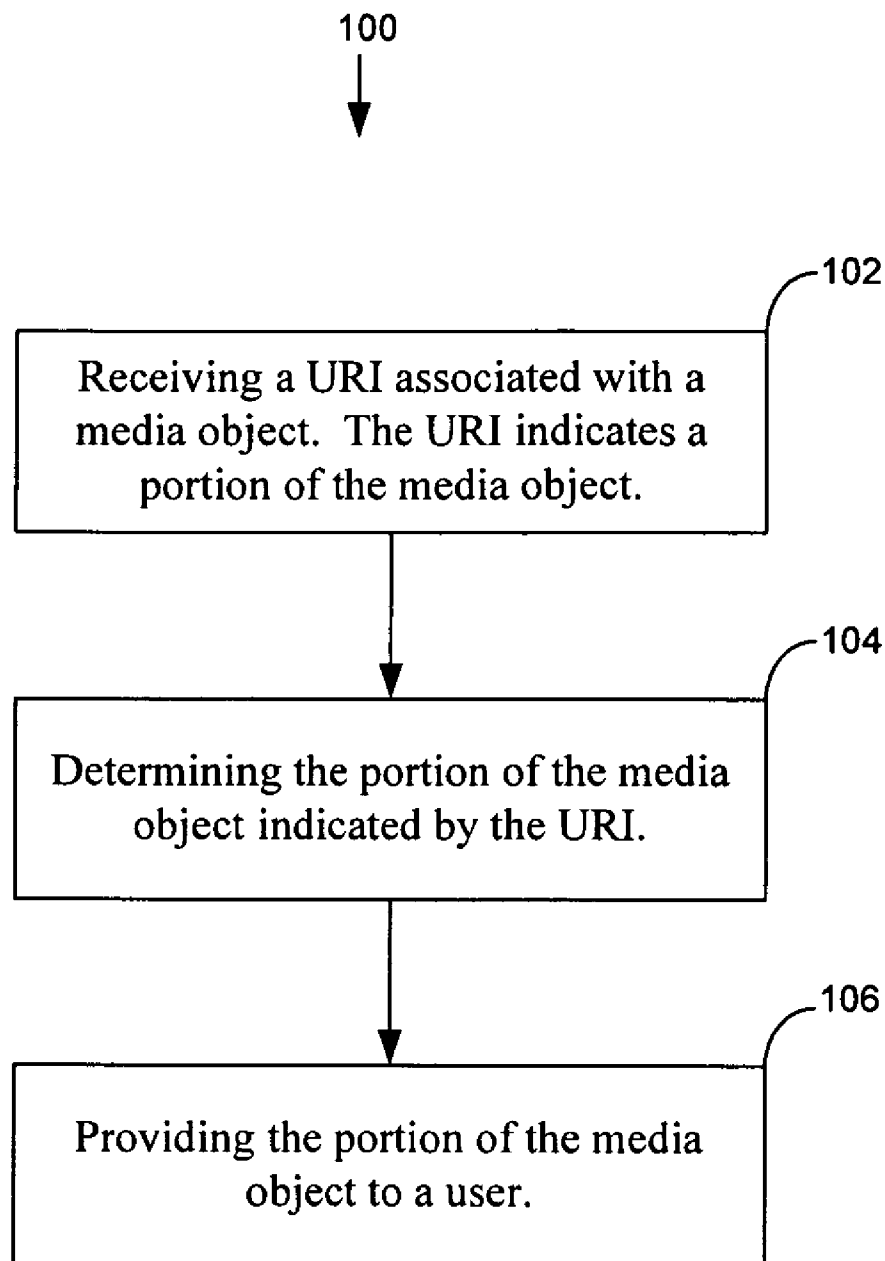 100
102
Receiving a URI associated with a
media object.  The URI indicates a
portion of the media object.
104
Determining the portion of the media
object indicated by the URI.
106
Providing the portion of the media
object to a user.